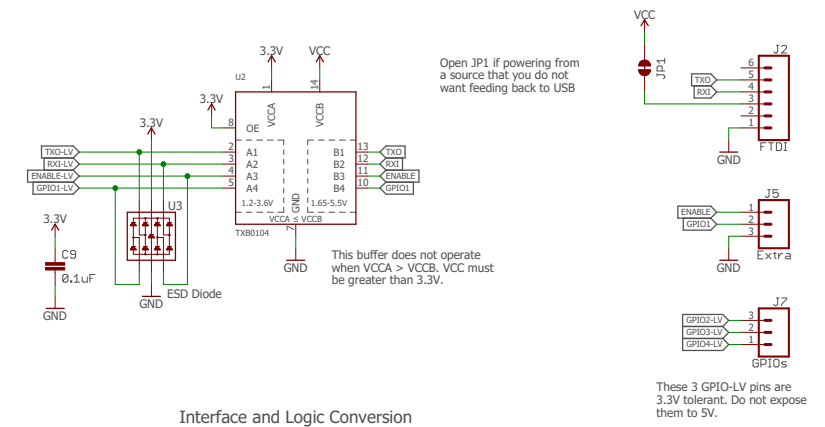 3.3V
VCC
U2
1
14
VCCA
VCCB
3.3V
8
OE
3.3V
TXO-LV
2
A1
B1
13
TXO
RXI-LV
3
A2
B2
12
RXI
ENABLE-LV
4
A3
B3
11
ENABLE
GPIO1-LV
5
A4
B4
10
GPIO1
1.2-3.6V
GND
1.65-5.5V
VCCA ≤ VCCB
TXB0104
7
GND
U3
ESD Diode
GND
3.3V
C9
0.1uF
GND
This buffer does not operate
when VCCA > VCCB. VCC must
be greater than 3.3V.
Open JP1 if powering from
a source that you do not
want feeding back to USB
VCC
JP1
J2
6
TXO
5
RXI
4
3
2
1
GND
FTDI
J5
ENABLE
1
GPIO1
2
3
GND
Extra
J7
GPIO2-LV
3
GPIO3-LV
2
GPIO4-LV
1
GPIOs
These 3 GPIO-LV pins are
3.3V tolerant. Do not expose
them to 5V.
Interface and Logic Conversion